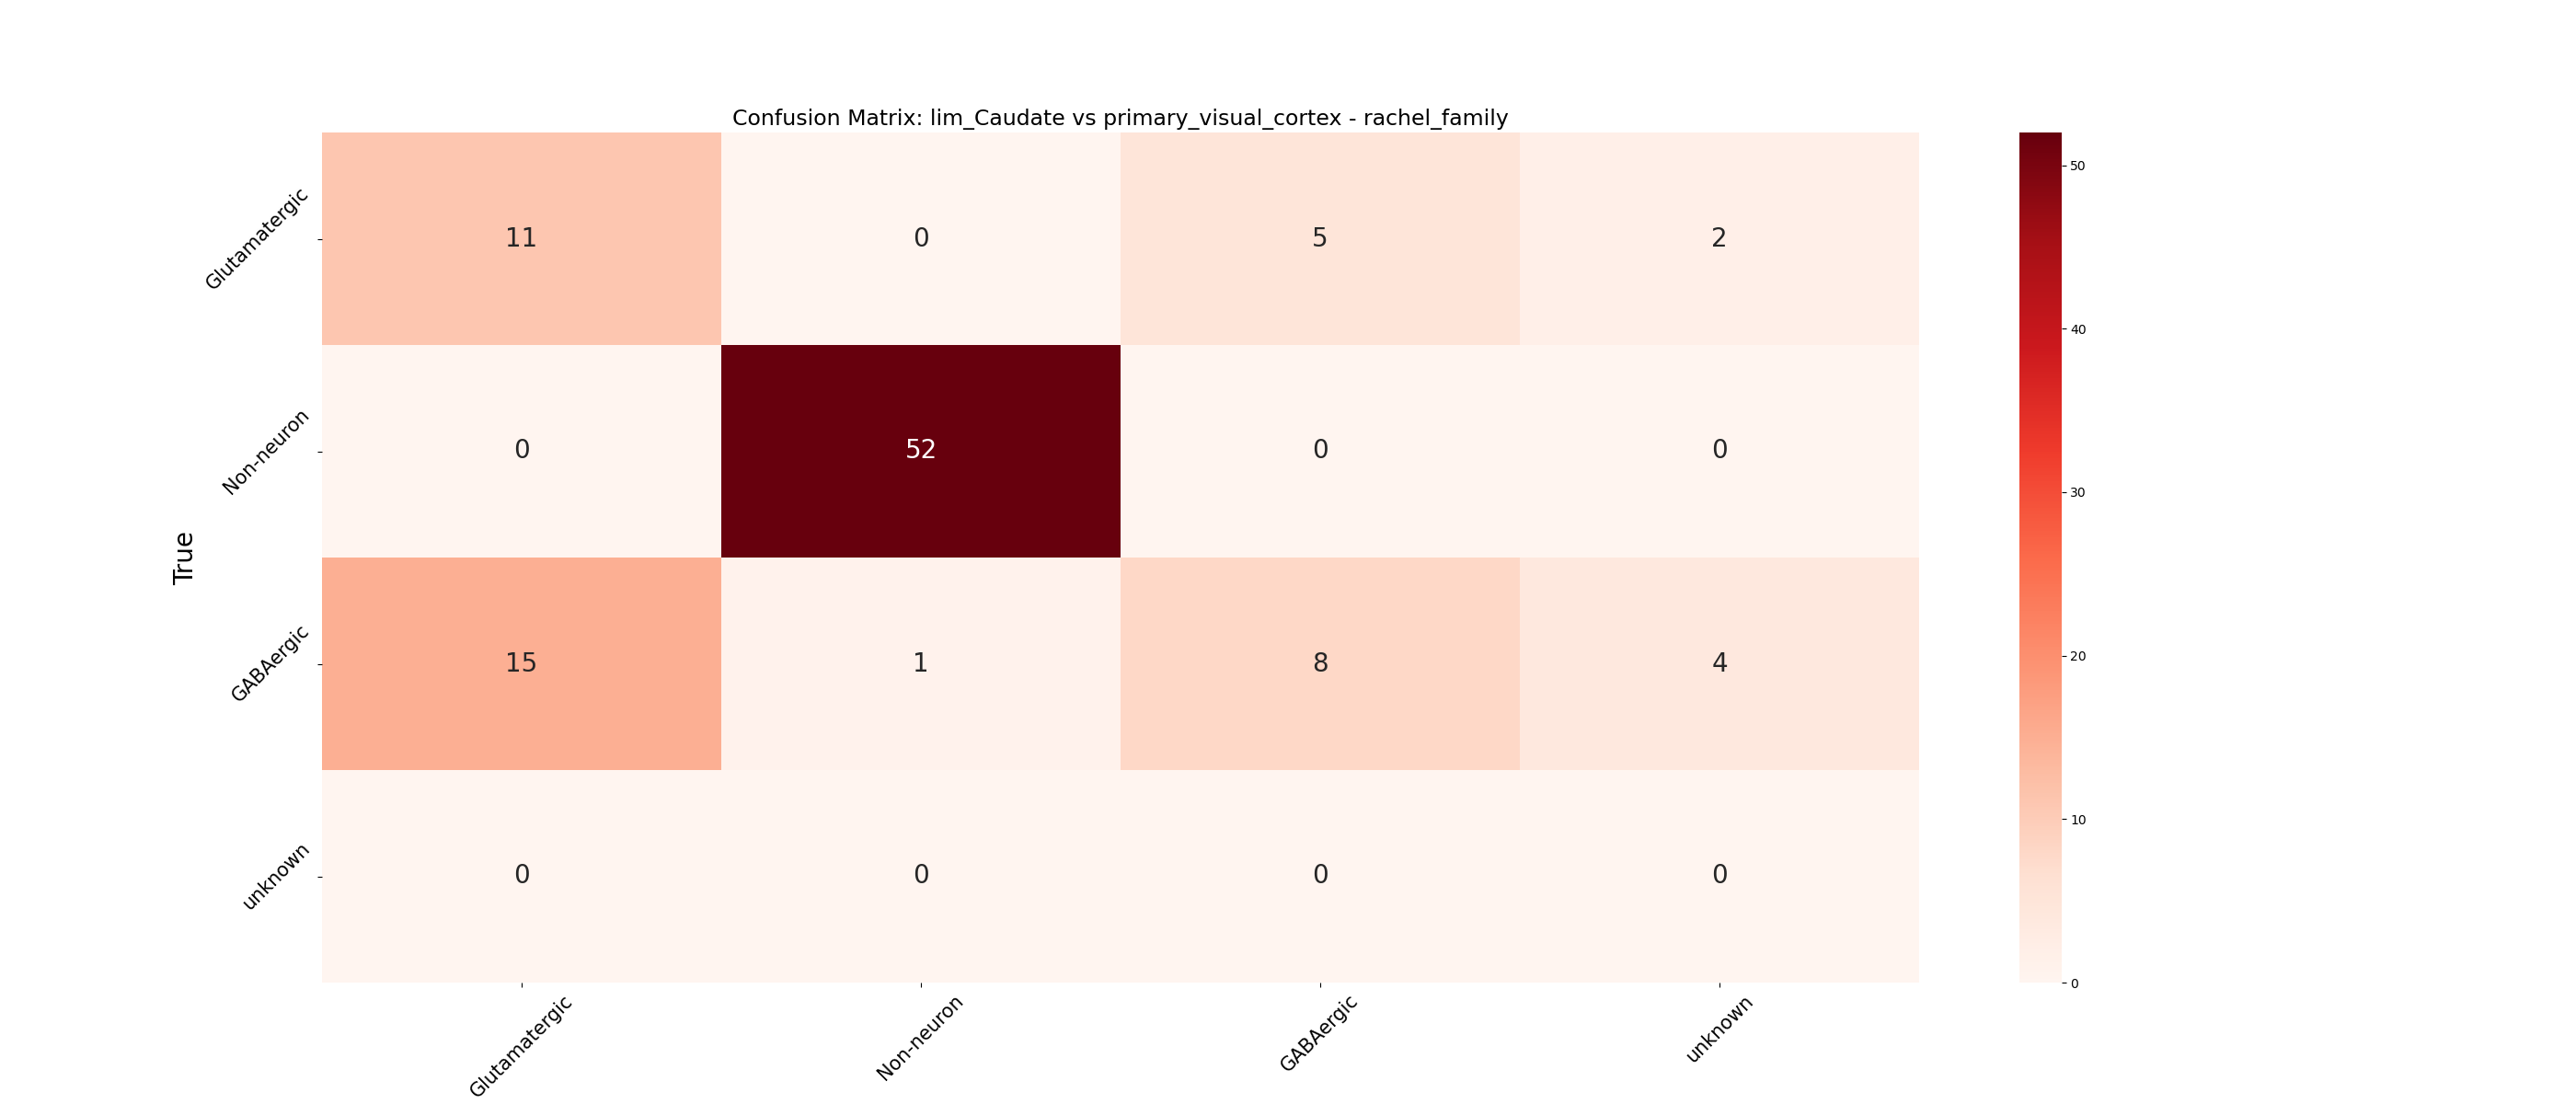 Confusion Matrix: lim_Caudate vs primary_visual_cortex - rachel_family
True
Glutamatergic 11 0 5 2
Non-neuron 0 52 0 0
GABAergic 15 1 8 4
unknown 0 0 0 0
Glutamatergic Non-neuron GABAergic unknown
50
40
30
20
10
0